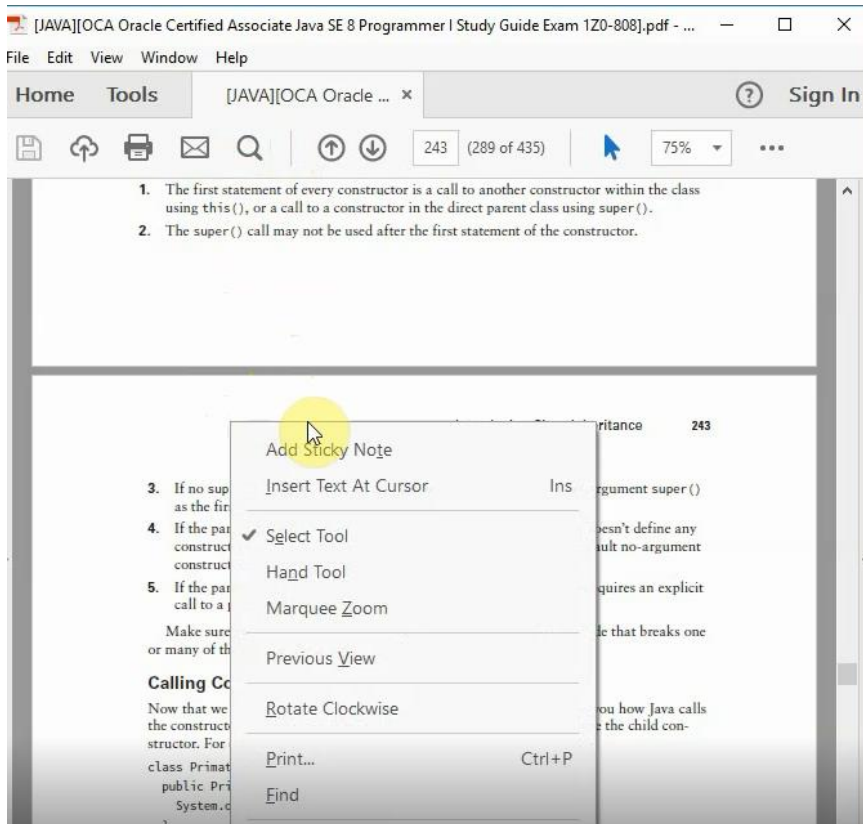 [JAVA][OCA Oracle Certified Associate Java SE 8 Programmer I Study Guide Exam 1Z0-808].pdf - ...
File Edit View Window Help
Home Tools [JAVA][OCA Oracle ... ×
? Sign In
243 (289 of 435) 75%
1. The first statement of every constructor is a call to another constructor within the class
using this(), or a call to a constructor in the direct parent class using super().
2. The super() call may not be used after the first statement of the constructor.
243
Add Sticky Note
3. If no sup
Insert Text At Cursor Ins
super()
as the fir
4. If the par
Select Tool
define any
construct
no-argument
construct
Hand Tool
5. If the par
an explicit
call to a
Marquee Zoom
Make sure
that breaks one
or many of th
Previous View
Calling Co
Now that we
Rotate Clockwise
you how Java calls
the construct
the child con-
structor. For
Print... Ctrl+P
class Primat
public Pri
Find
System.